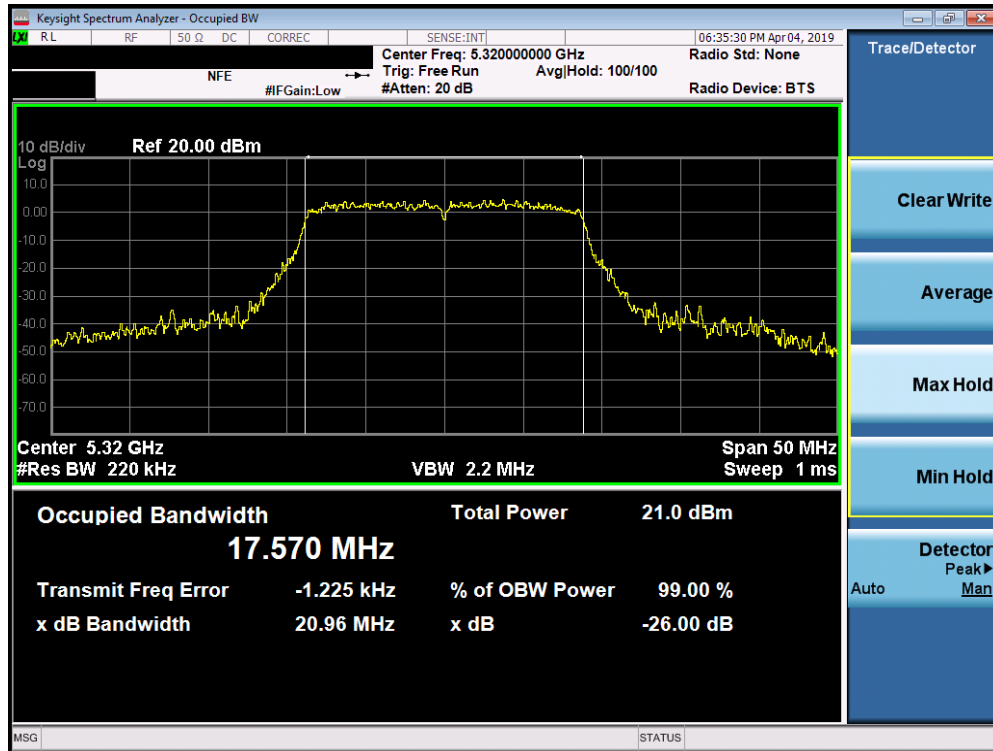 Keysight Spectrum Analyzer - Occupied BW
LXI RL RF 50 Ω DC CORREC SENSE:INT 06:35:30 PM Apr 04, 2019
Center Freq: 5.320000000 GHz Radio Std: None
NFE Trig: Free Run Avg|Hold: 100/100
#IFGain:Low #Atten: 20 dB Radio Device: BTS
10 dB/div Ref 20.00 dBm
Log
10.0
0.00
-10.0
-20.0
-30.0
-40.0
-50.0
-60.0
-70.0
Center 5.32 GHz Span 50 MHz
#Res BW 220 kHz VBW 2.2 MHz Sweep 1 ms
Occupied Bandwidth Total Power 21.0 dBm
17.570 MHz
Transmit Freq Error -1.225 kHz % of OBW Power 99.00 %
x dB Bandwidth 20.96 MHz x dB -26.00 dB
Trace/Detector
Clear Write
Average
Max Hold
Min Hold
Detector
Peak▶
Auto Man
MSG STATUS